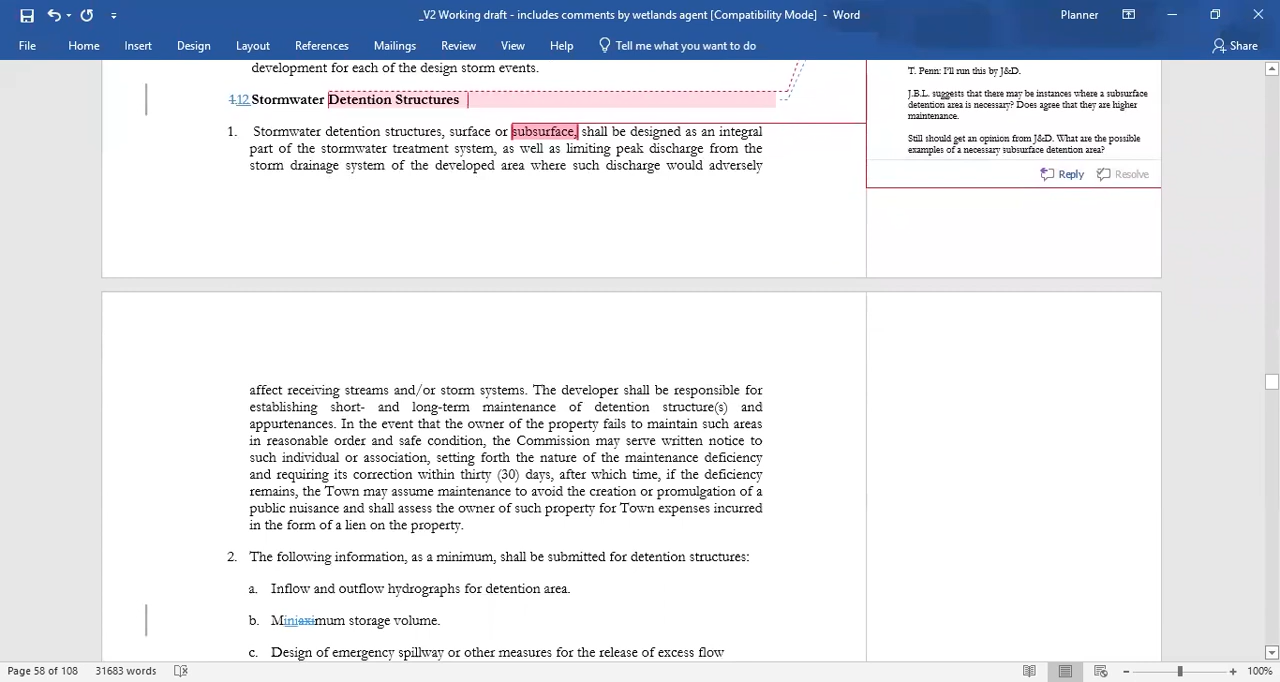 _V2 Working draft - includes comments by wetlands agent [Compatibility Mode] - Word
Planner
File Home Insert Design Layout References Mailings Review View Help Tell me what you want to do Share
development for each of the design storm events.
1.12 Stormwater Detention Structures
1. Stormwater detention structures, surface or subsurface, shall be designed as an integral
part of the stormwater treatment system, as well as limiting peak discharge from the
storm drainage system of the developed area where such discharge would adversely
T. Penn: I'll run this by J&D.
J.B.L. suggests that there may be instances where a subsurface
detention area is necessary? Does agree that they are higher
maintenance.
Still should get an opinion from J&D. What are the possible
examples of a necessary subsurface detention area?
Reply Resolve
affect receiving streams and/or storm systems. The developer shall be responsible for
establishing short- and long-term maintenance of detention structure(s) and
appurtenances. In the event that the owner of the property fails to maintain such areas
in reasonable order and safe condition, the Commission may serve written notice to
such individual or association, setting forth the nature of the maintenance deficiency
and requiring its correction within thirty (30) days, after which time, if the deficiency
remains, the Town may assume maintenance to avoid the creation or promulgation of a
public nuisance and shall assess the owner of such property for Town expenses incurred
in the form of a lien on the property.
2. The following information, as a minimum, shall be submitted for detention structures:
a. Inflow and outflow hydrographs for detention area.
b. Miniaximum storage volume.
c. Design of emergency spillway or other measures for the release of excess flow
Page 58 of 108 31683 words
100%